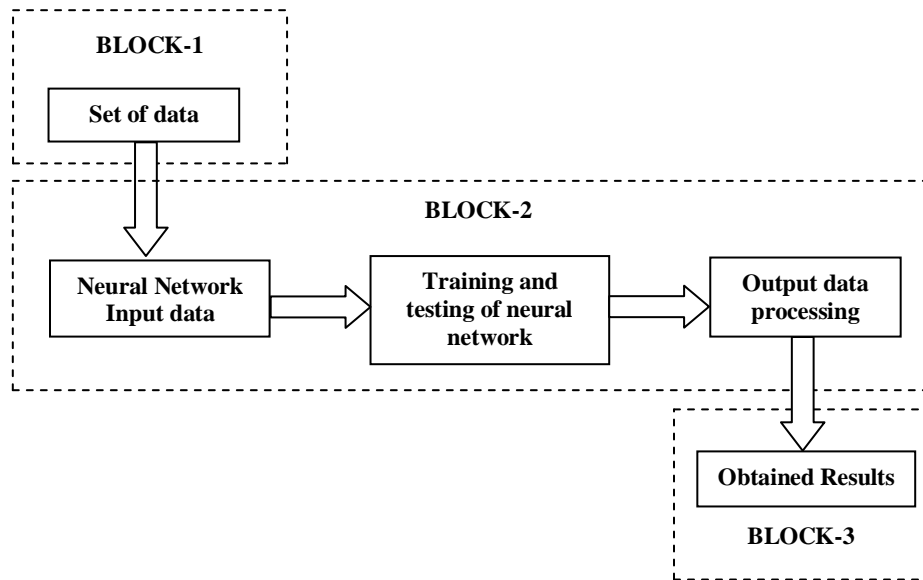 BLOCK-1
Set of data
BLOCK-2
Neural Network
Input data
Training and
testing of neural
network
Output data
processing
Obtained Results
BLOCK-3